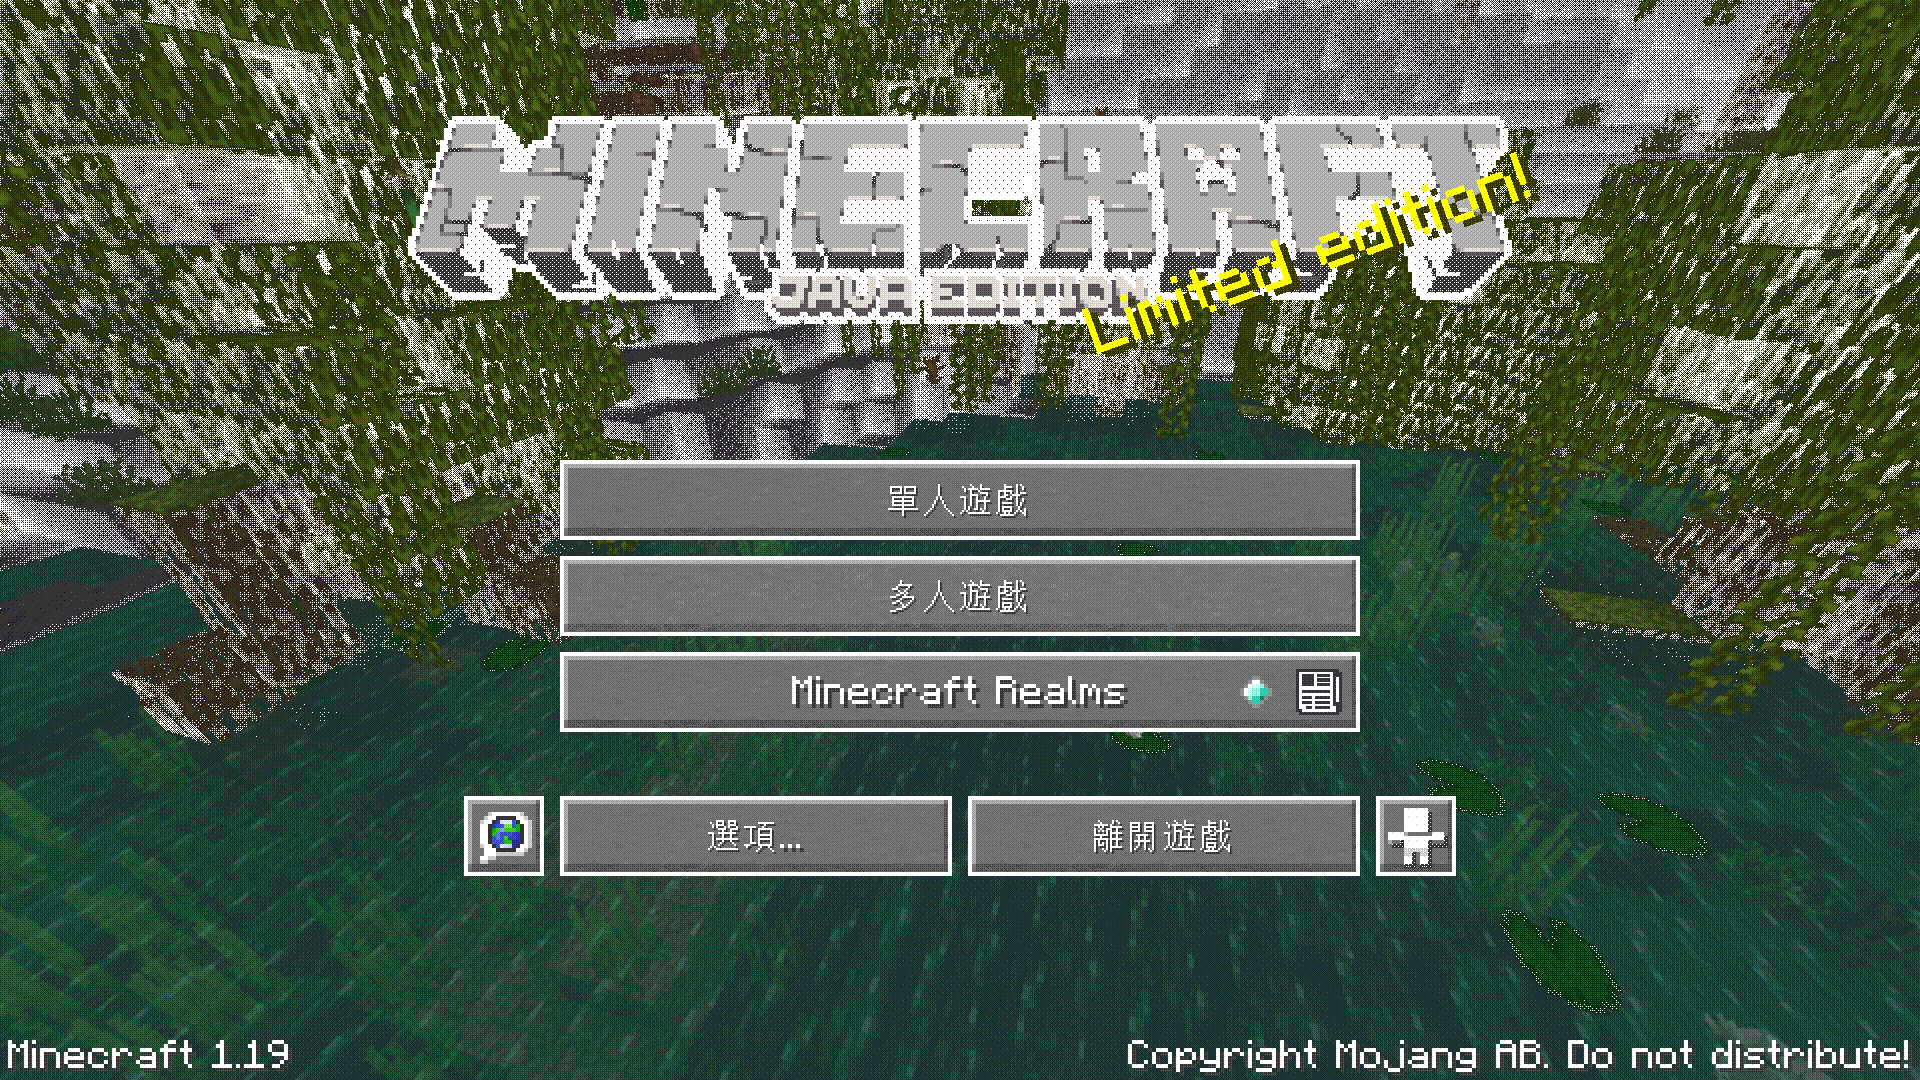 MINECRAFT
JAVA EDITION
Limited edition!
單人遊戲
多人遊戲
Minecraft Realms
選項...
離開遊戲
Minecraft 1.19
Copyright Mojang AB. Do not distribute!